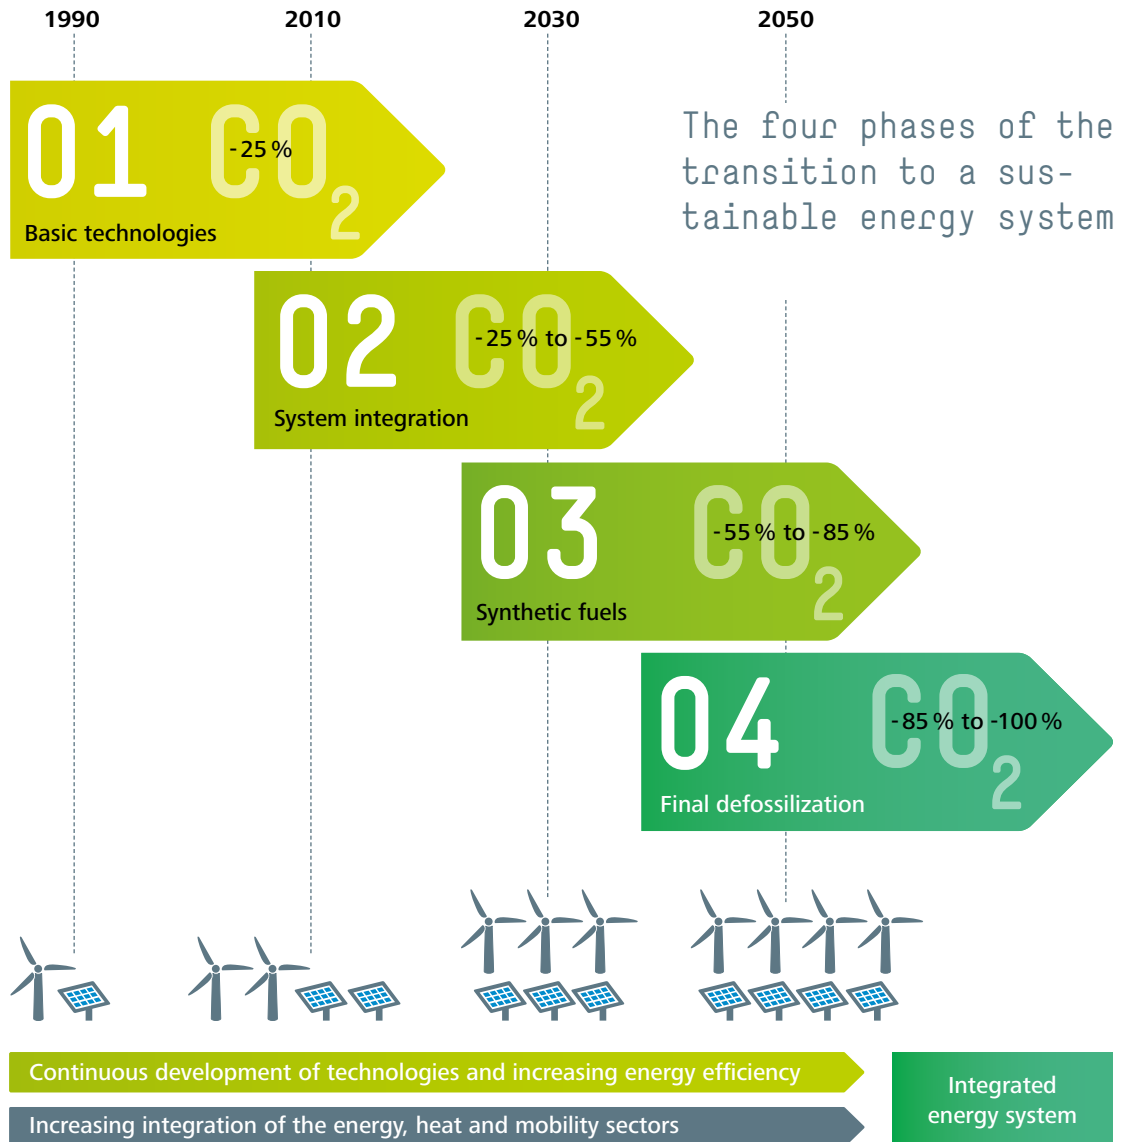 1990 2010 2030 2050
The four phases of the
transition to a sus-
tainable energy system
01 CO2
-25 %
Basic technologies
02 CO2
-25 % to -55 %
System integration
03 CO2
-55 % to -85 %
Synthetic fuels
04 CO2
-85 % to -100 %
Final defossilization
Continuous development of technologies and increasing energy efficiency
Increasing integration of the energy, heat and mobility sectors
Integrated
energy system